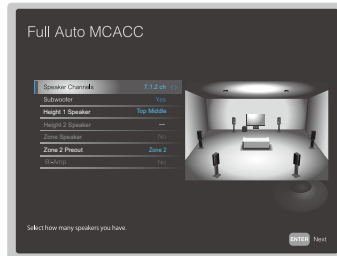 Full Auto MCACC
Speaker Channels 7.1.2 ch
Subwoofer Yes
Height 1 Speaker Top Middle
Height 2 Speaker ---
Zone Speaker No
Zone 2 Preout Zone 2
Bi-Amp No
Select how many speakers you have.
ENTER Next